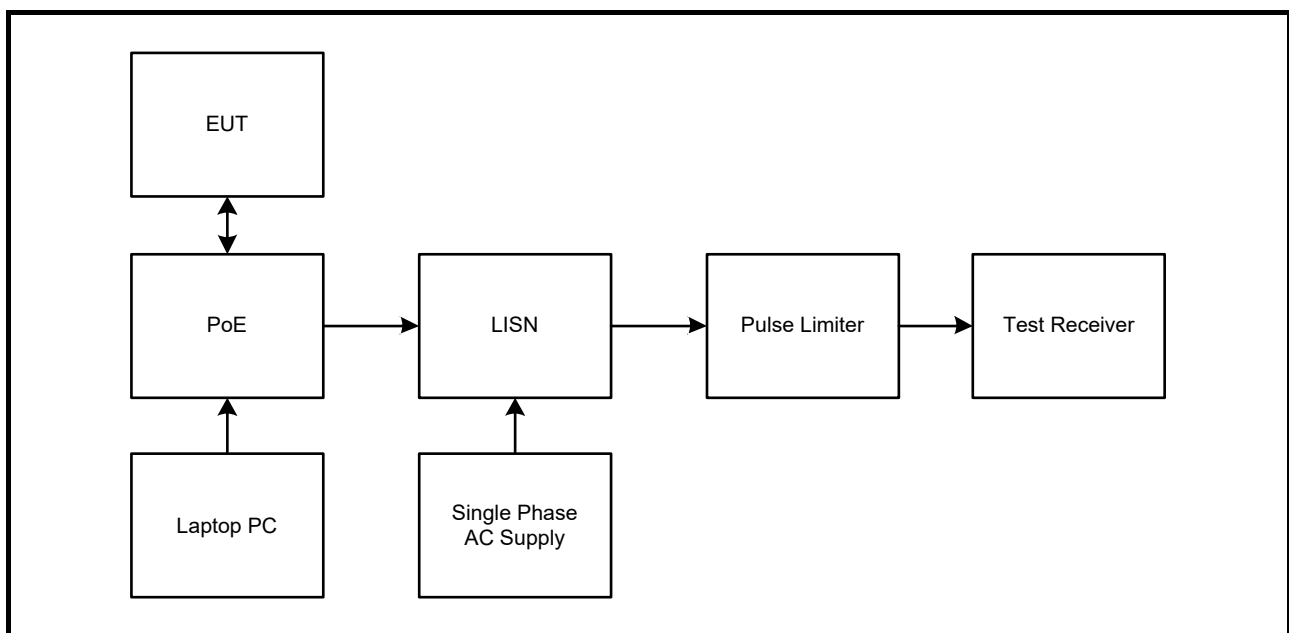 EUT
PoE
LISN
Pulse Limiter
Test Receiver
Laptop PC
Single Phase
AC Supply